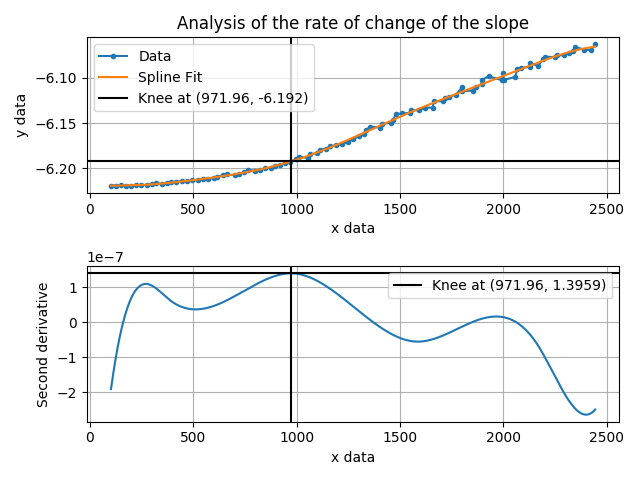 Analysis of the rate of change of the slope
Data
Spline Fit
Knee at (971.96, -6.192)
y data
−6.10
−6.15
−6.20
0 500 1000 1500 2000 2500
x data
1e−7
Knee at (971.96, 1.3959)
Second derivative
1
0
−1
−2
0 500 1000 1500 2000 2500
x data